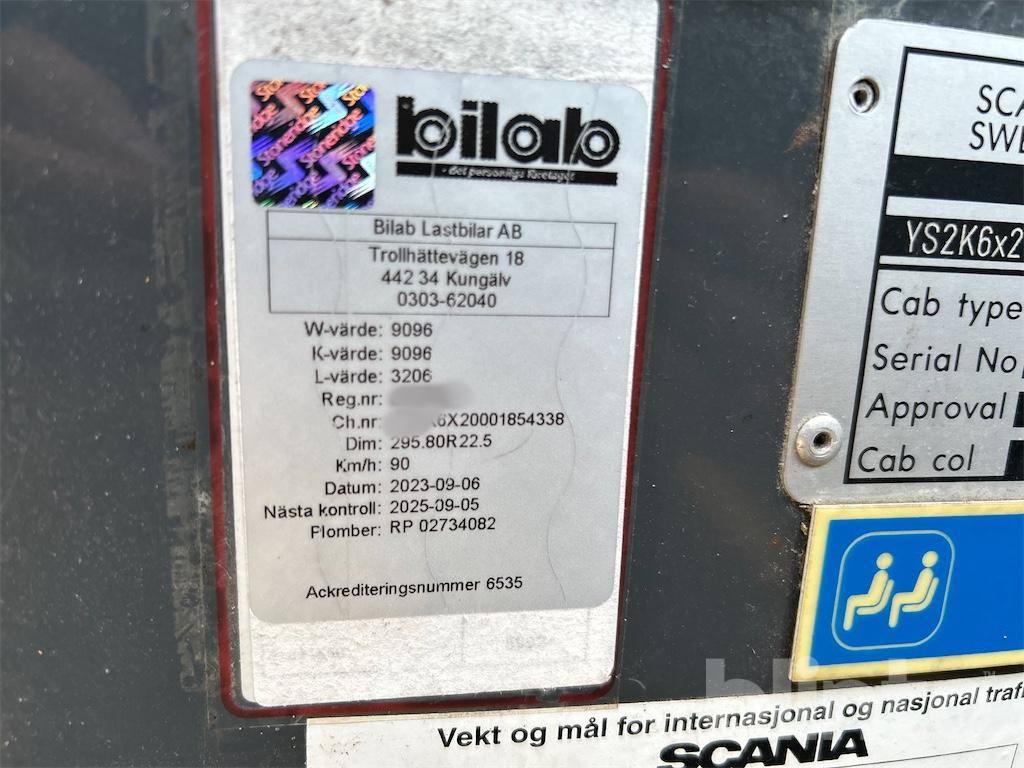 Stoneridge
bilab
- det personliga företaget
Bilab Lastbilar AB
Trollhättevägen 18
442 34 Kungälv
0303-62040
W-värde: 9096
K-värde: 9096
L-värde: 3206
Reg.nr:
Ch.nr: K6X20001854338
Dim: 295.80R22.5
Km/h: 90
Datum: 2023-09-06
Nästa kontroll: 2025-09-05
Plomber: RP 02734082
Ackrediteringsnummer 6535
SCA
SWE
YS2K6x2
Cab type
Serial No
Approval
Cab col
Vekt og mål for internasjonal og nasjonal trafi
SCANIA